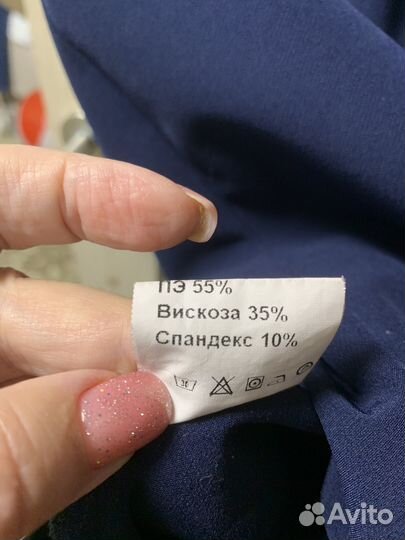 ПЭ 55%
Вискоза 35%
Спандекс 10%
Avito